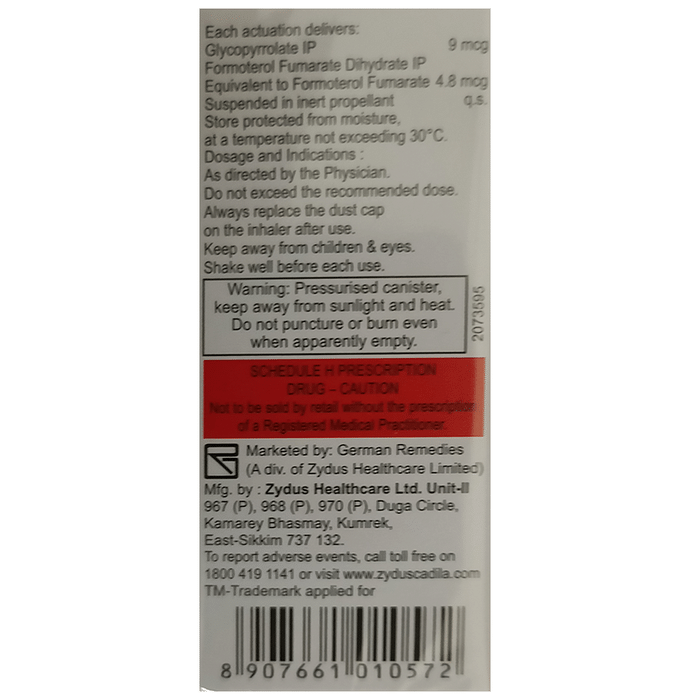 Each actuation delivers:
Glycopyrrolate IP 9 mcg
Formoterol Fumarate Dihydrate IP
Equivalent to Formoterol Fumarate 4.8 mcg
Suspended in inert propellant q.s.
Store protected from moisture,
at a temperature not exceeding 30°C.
Dosage and Indications :
As directed by the Physician.
Do not exceed the recommended dose.
Always replace the dust cap
on the inhaler after use.
Keep away from children & eyes.
Shake well before each use.
Warning: Pressurised canister,
keep away from sunlight and heat.
Do not puncture or burn even
when apparently empty.
2073595
SCHEDULE H PRESCRIPTION
DRUG – CAUTION
Not to be sold by retail without the prescription
of a Registered Medical Practitioner.
Marketed by: German Remedies
(A div. of Zydus Healthcare Limited)
Mfg. by : Zydus Healthcare Ltd. Unit-II
967 (P), 968 (P), 970 (P), Duga Circle,
Kamarey Bhasmay, Kumrek,
East-Sikkim 737 132.
To report adverse events, call toll free on
1800 419 1141 or visit www.zyduscadilla.com
TM-Trademark applied for
8 907661 010572